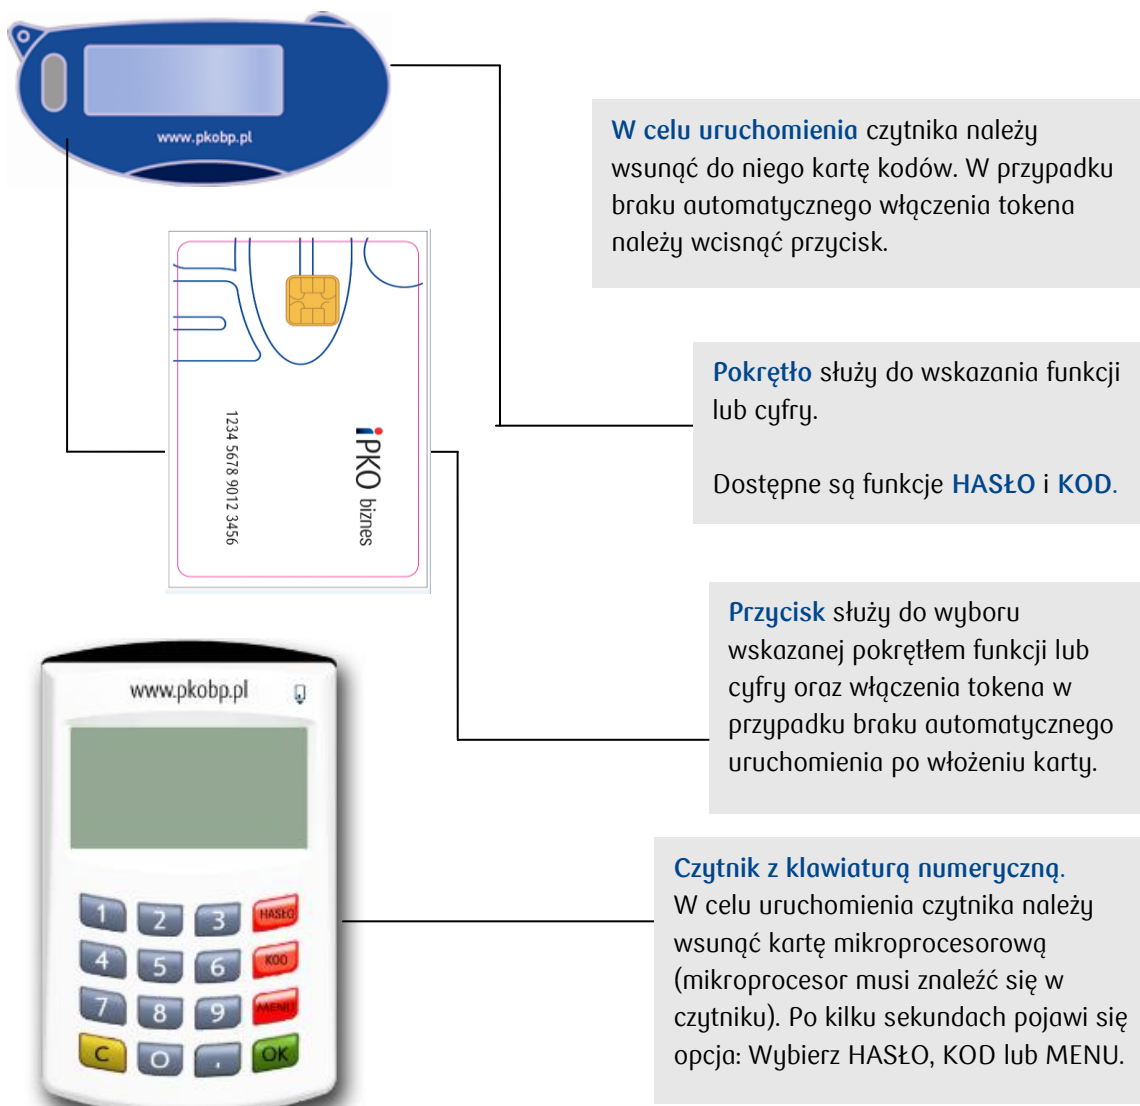 www.pkobp.pl
W celu uruchomienia czytnika należy
wsunąć do niego kartę kodów. W przypadku
braku automatycznego włączenia tokena
należy wcisnąć przycisk.
Pokrętło służy do wskazania funkcji
lub cyfry.
Dostępne są funkcje HASŁO i KOD.
1234 5678 9012 3456
iPKO biznes
Przycisk służy do wyboru
wskazanej pokrętłem funkcji lub
cyfry oraz włączenia tokena w
przypadku braku automatycznego
uruchomienia po włożeniu karty.
www.pkobp.pl
1 2 3 HASŁO
4 5 6 KOD
7 8 9 MENU
C 0 , OK
Czytnik z klawiaturą numeryczną.
W celu uruchomienia czytnika należy
wsunąć kartę mikroprocesorową
(mikroprocesor musi znaleźć się w
czytniku). Po kilku sekundach pojawi się
opcja: Wybierz HASŁO, KOD lub MENU.